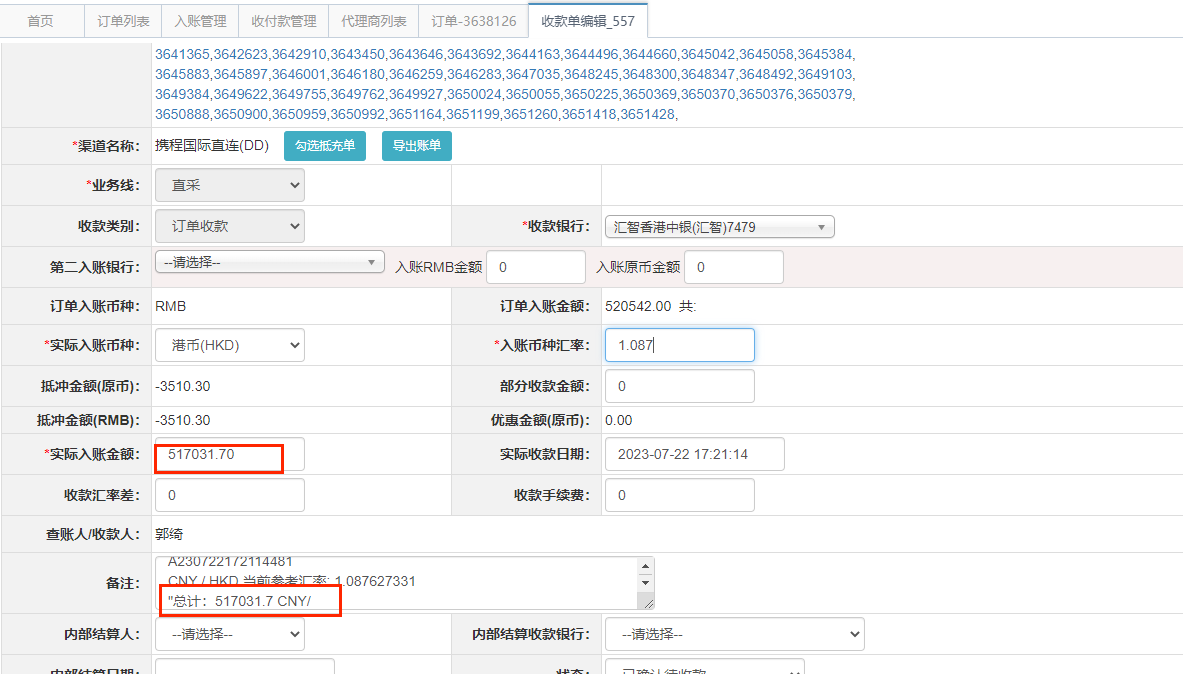 首页 订单列表 入账管理 收付款管理 代理商列表 订单-3638126 收款单编辑_557
3641365,3642623,3642910,3643450,3643646,3643692,3644163,3644496,3644660,3645042,3645058,3645384,
3645883,3645897,3646001,3646180,3646259,3646283,3647035,3648245,3648300,3648347,3648492,3649103,
3649384,3649622,3649755,3649762,3649927,3650024,3650055,3650225,3650369,3650370,3650376,3650379,
3650888,3650900,3650959,3650992,3651164,3651199,3651260,3651418,3651428,
*渠道名称: 携程国际直连(DD) 勾选抵充单 导出账单
*业务线: 直采
收款类别: 订单收款 *收款银行: 汇智香港中银(汇智)7479
第二入账银行: --请选择-- 入账RMB金额 0 入账原币金额 0
订单入账币种: RMB 订单入账金额: 520542.00 共:
*实际入账币种: 港币(HKD) *入账币种汇率: 1.087
抵冲金额(原币): -3510.30 部分收款金额: 0
抵冲金额(RMB): -3510.30 优惠金额(原币): 0.00
*实际入账金额: 517031.70 实际收款日期: 2023-07-22 17:21:14
收款汇率差: 0 收款手续费: 0
查账人/收款人: 郭绮
A230722172114481
备注: CNY / HKD 当前参考汇率: 1.087627331
"总计：517031.7 CNY/
内部结算人: --请选择-- 内部结算收款银行: --请选择--
内部结算日期: 状态: 已确认待收款